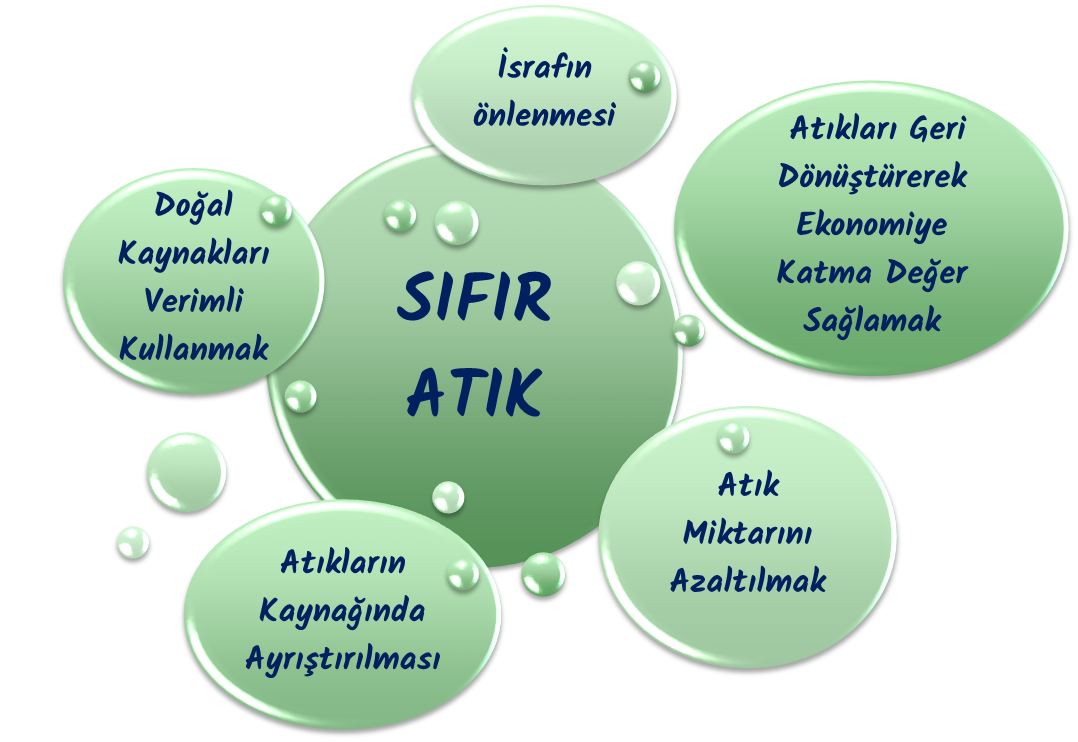 İsrafın
önlenmesi
Atıkları Geri
Dönüştürerek
Ekonomiye
Katma Değer
Sağlamak
Doğal
Kaynakları
Verimli
Kullanmak
SIFIR
ATIK
Atık
Miktarını
Azaltılmak
Atıkların
Kaynağında
Ayrıştırılması